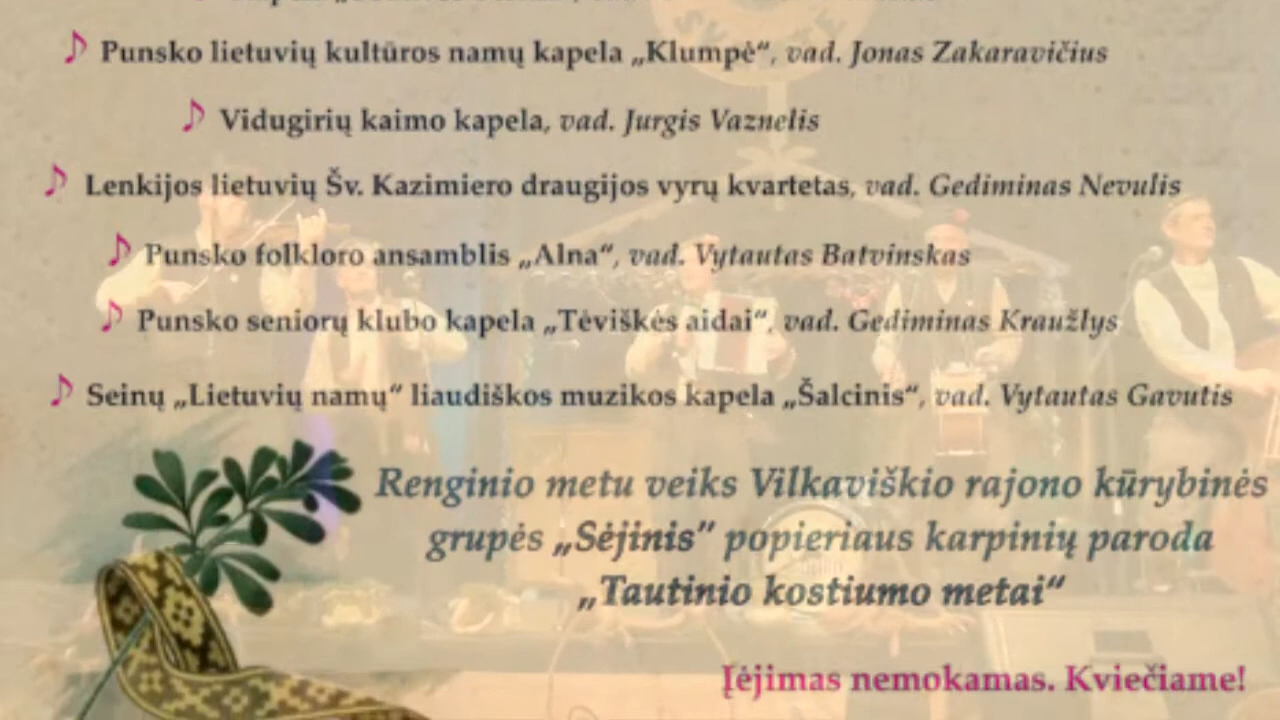 Punsko lietuvių kultūros namų kapela „Klumpė“, vad. Jonas Zakaravičius
Vidugirių kaimo kapela, vad. Jurgis Vaznelis
Lenkijos lietuvių Šv. Kazimiero draugijos vyrų kvartetas, vad. Gediminas Nevulis
Punsko folkloro ansamblis „Alna“, vad. Vytautas Batvinskas
Punsko seniorų klubo kapela „Tėviškės aidai“, vad. Gediminas Kraužlys
Seinų „Lietuvių namų“ liaudiškos muzikos kapela „Šalcinis“, vad. Vytautas Gavutis
Renginio metu veiks Vilkaviškio rajono kūrybinės
grupės „Sėjinis” popieriaus karpinių paroda
„Tautinio kostiumo metai“
Įėjimas nemokamas. Kviečiame!